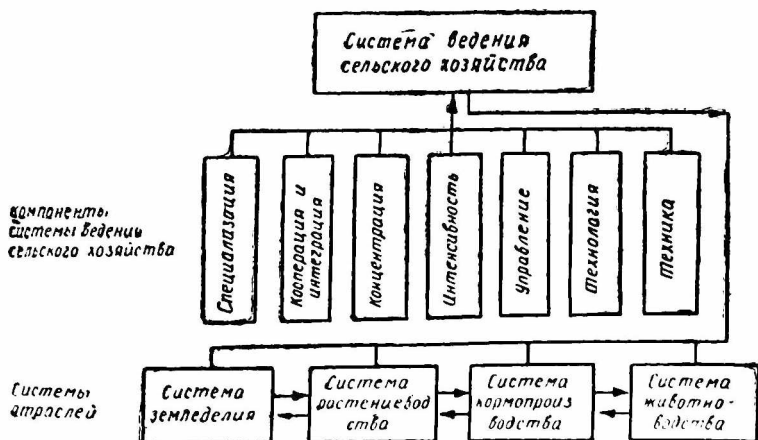 Система ведения
сельского хозяйства
Компоненты
системы ведения
сельского хозяйства
Специализация
Кооперация и
интеграция
Концентрация
Интенсивность
Управление
Технология
Техника
Системы
отраслей
Система
земледелия
Система
растениевод
ства
Система
кормопроиз
водства
Система
животно-
водства